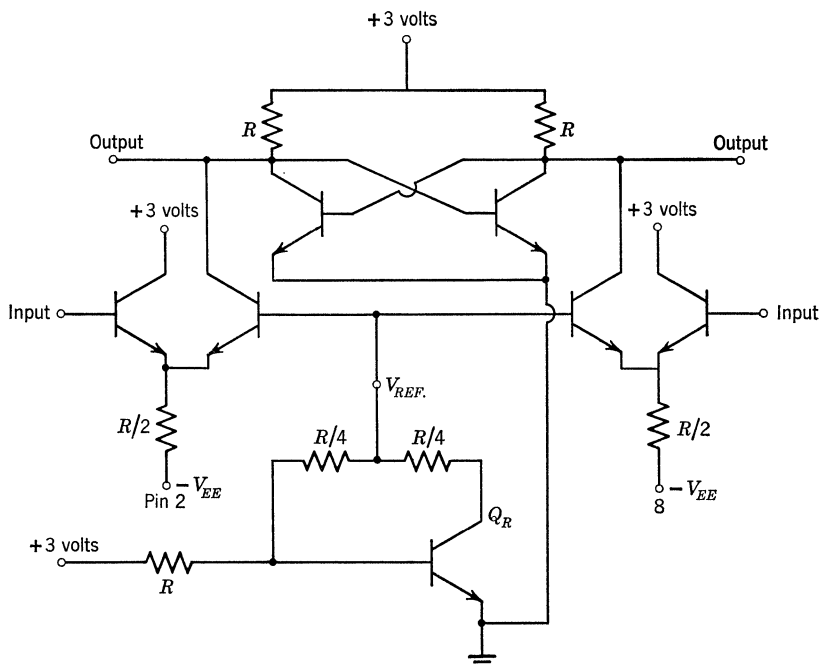 +3 volts
R
R
Output
Output
+3 volts
+3 volts
Input
Input
V_REF.
R/2
R/4
R/4
R/2
-V_EE
Pin 2
-V_EE
8
Q_R
+3 volts
R